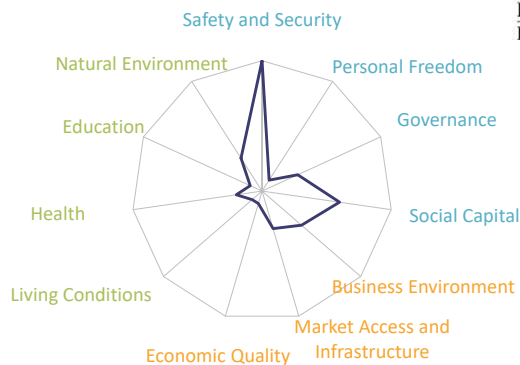 Safety and Security
Natural Environment
Personal Freedom
Education
Governance
Health
Social Capital
Living Conditions
Business Environment
Market Access and
Infrastructure
Economic Quality